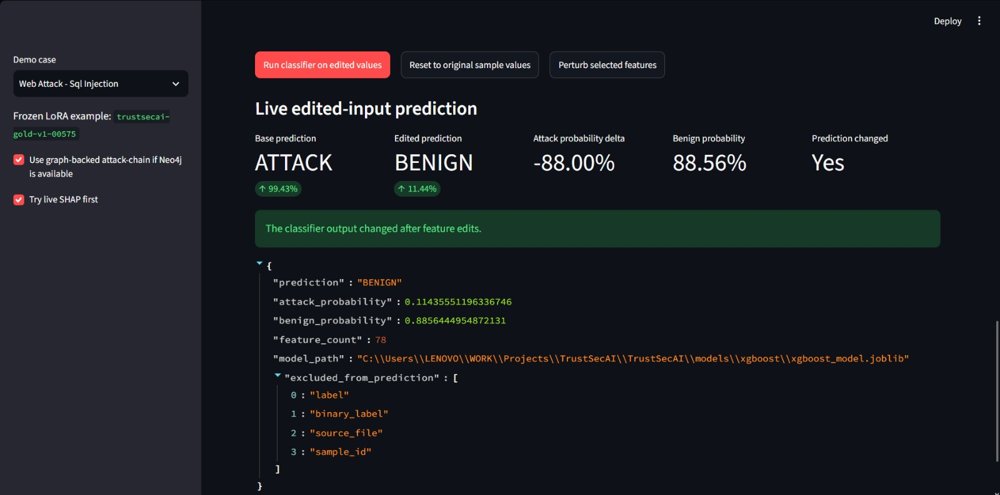 Deploy
Demo case
Web Attack - Sql Injection
Frozen LoRA example: trustsecai-
gold-v1-00575
Use graph-backed attack-chain if Neo4j
is available
Try live SHAP first
Run classifier on edited values
Reset to original sample values
Perturb selected features
Live edited-input prediction
Base prediction
ATTACK
↑ 99.43%
Edited prediction
BENIGN
↑ 11.44%
Attack probability delta
-88.00%
Benign probability
88.56%
Prediction changed
Yes
The classifier output changed after feature edits.
{
"prediction" : "BENIGN"
"attack_probability" : 0.11435551196336746
"benign_probability" : 0.8856444954872131
"feature_count" : 78
"model_path" : "C:\\Users\\LENOVO\\WORK\\Projects\\TrustSecAI\\TrustSecAI\\models\\xgboost\\xgboost_model.joblib"
"excluded_from_prediction" : [
0 : "label"
1 : "binary_label"
2 : "source_file"
3 : "sample_id"
]
}